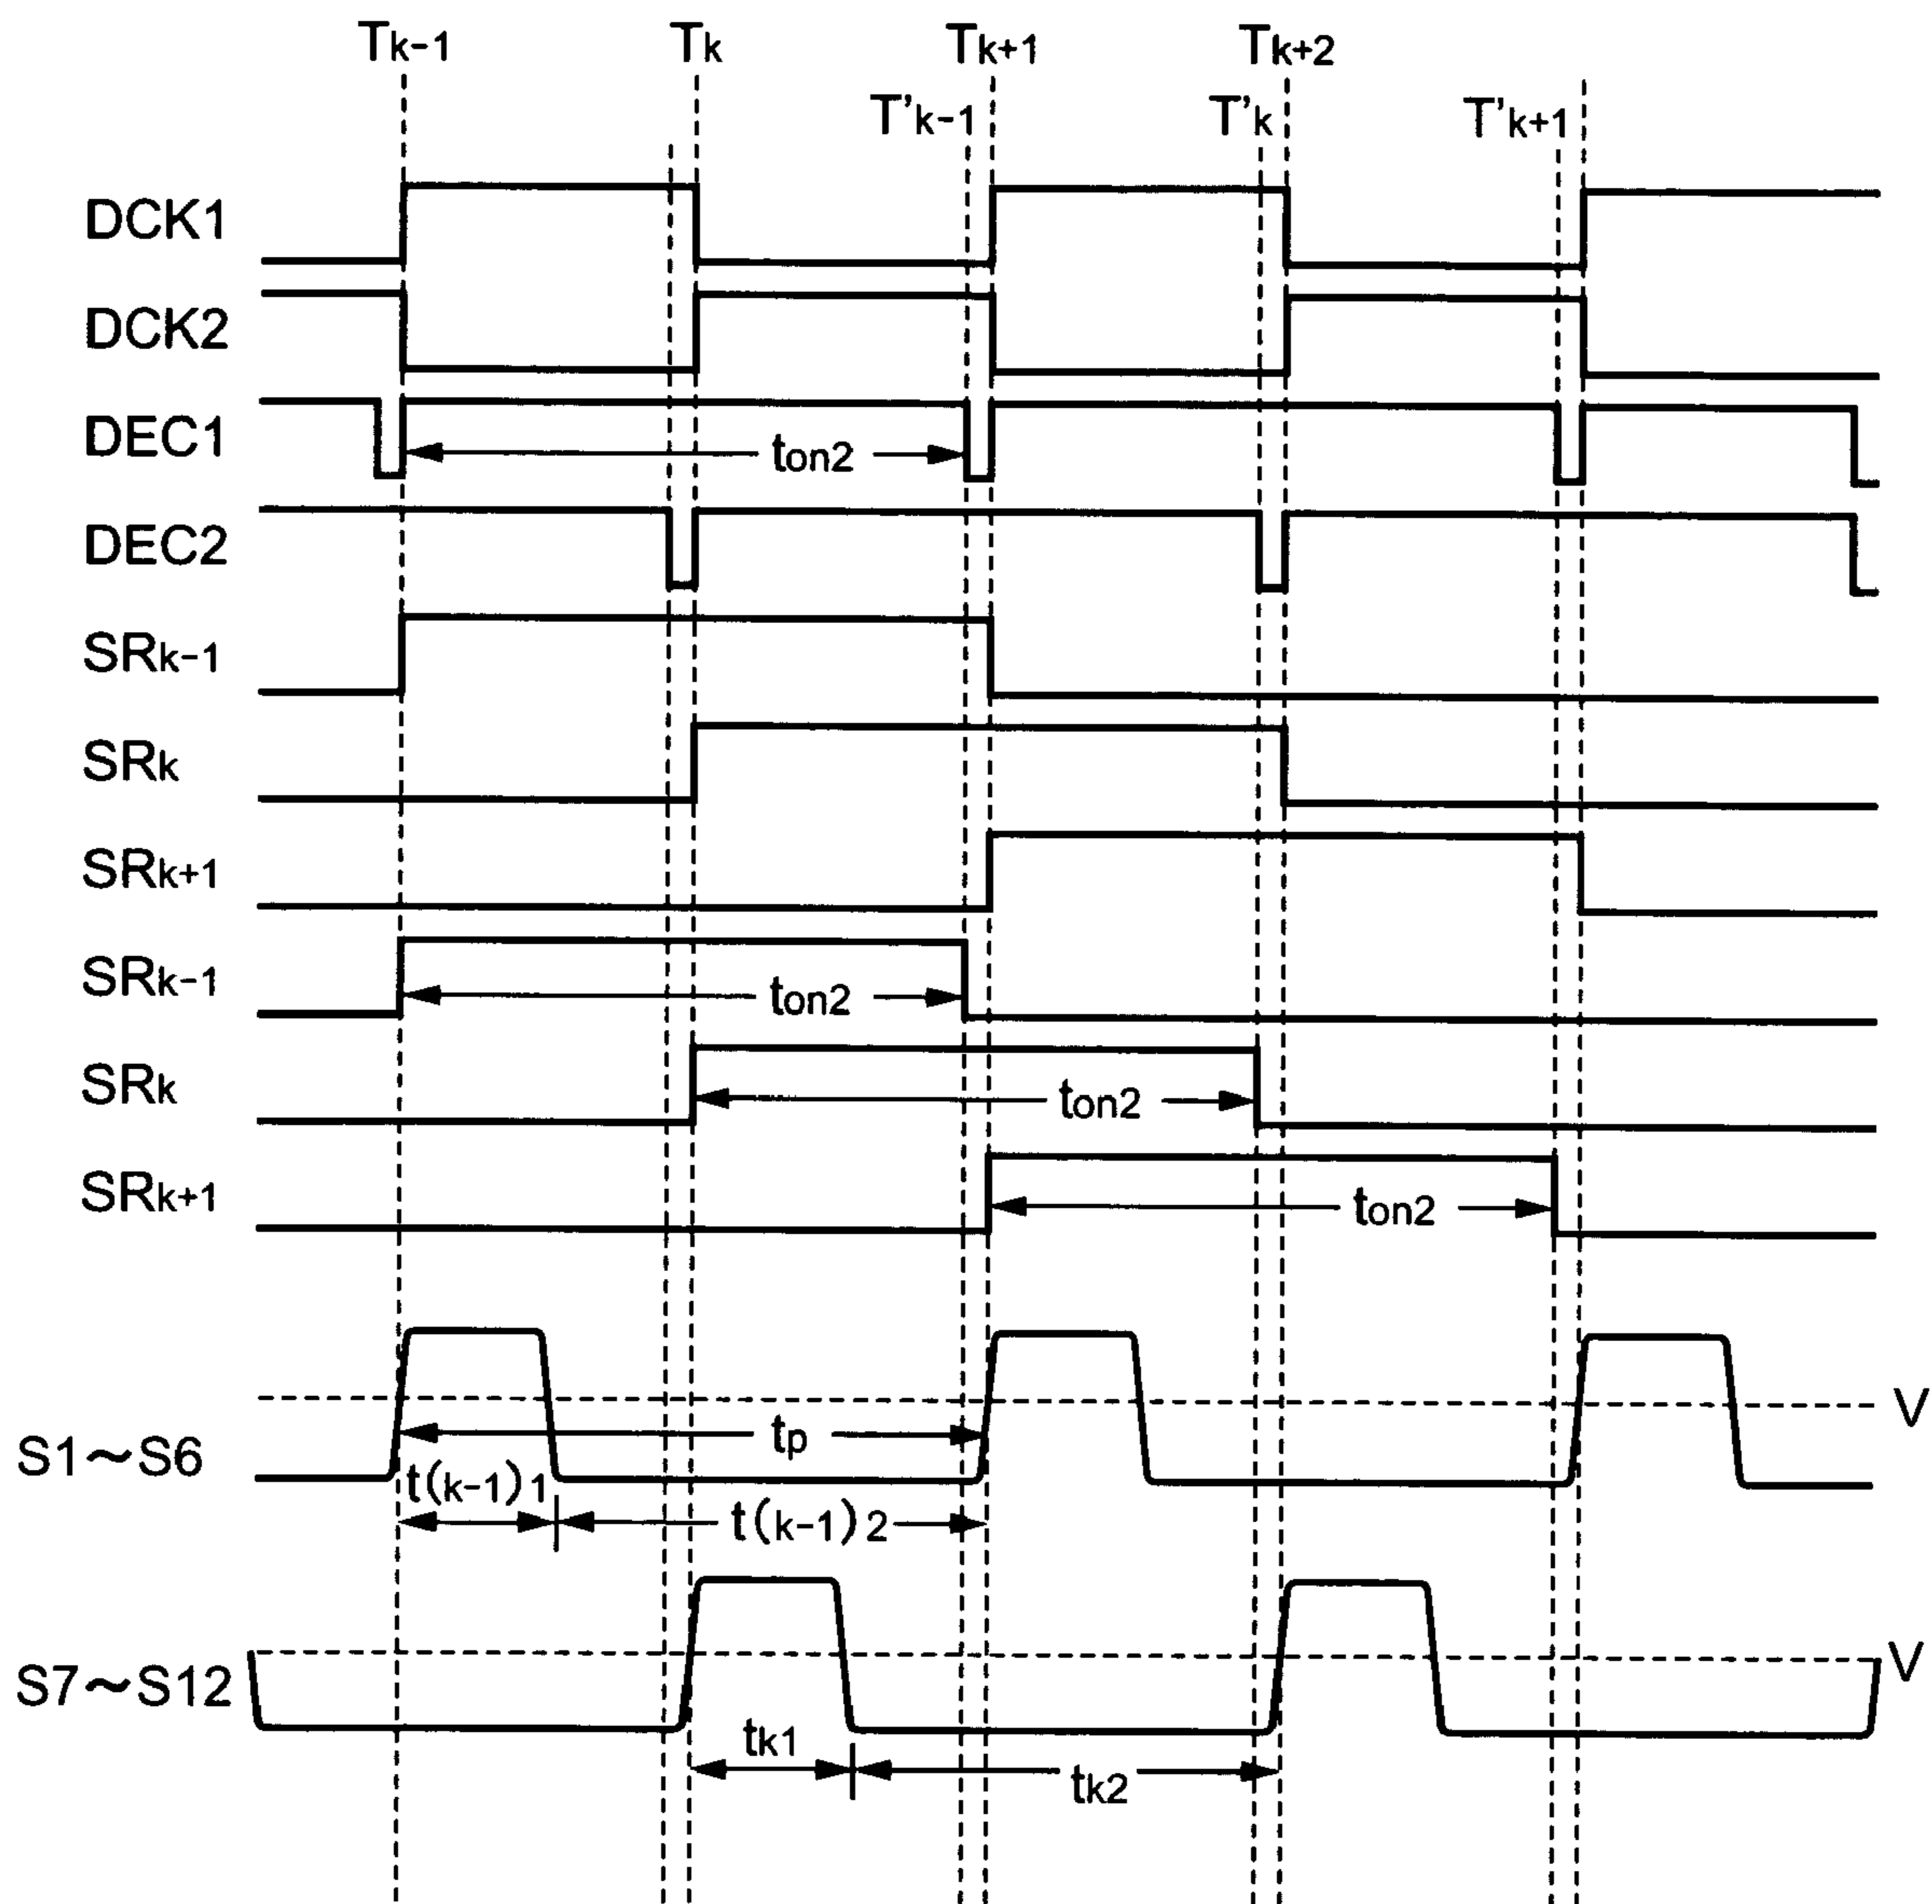 Tk-1 Tk Tk+1 Tk+2
T'k-1 T'k T'k+1
DCK1
DCK2
DEC1 ton2
DEC2
SRk-1
SRk
SRk+1
SRk-1 ton2
SRk ton2
SRk+1 ton2
V
S1～S6 tp
t(k-1)1 t(k-1)2
V
S7～S12
tk1 tk2